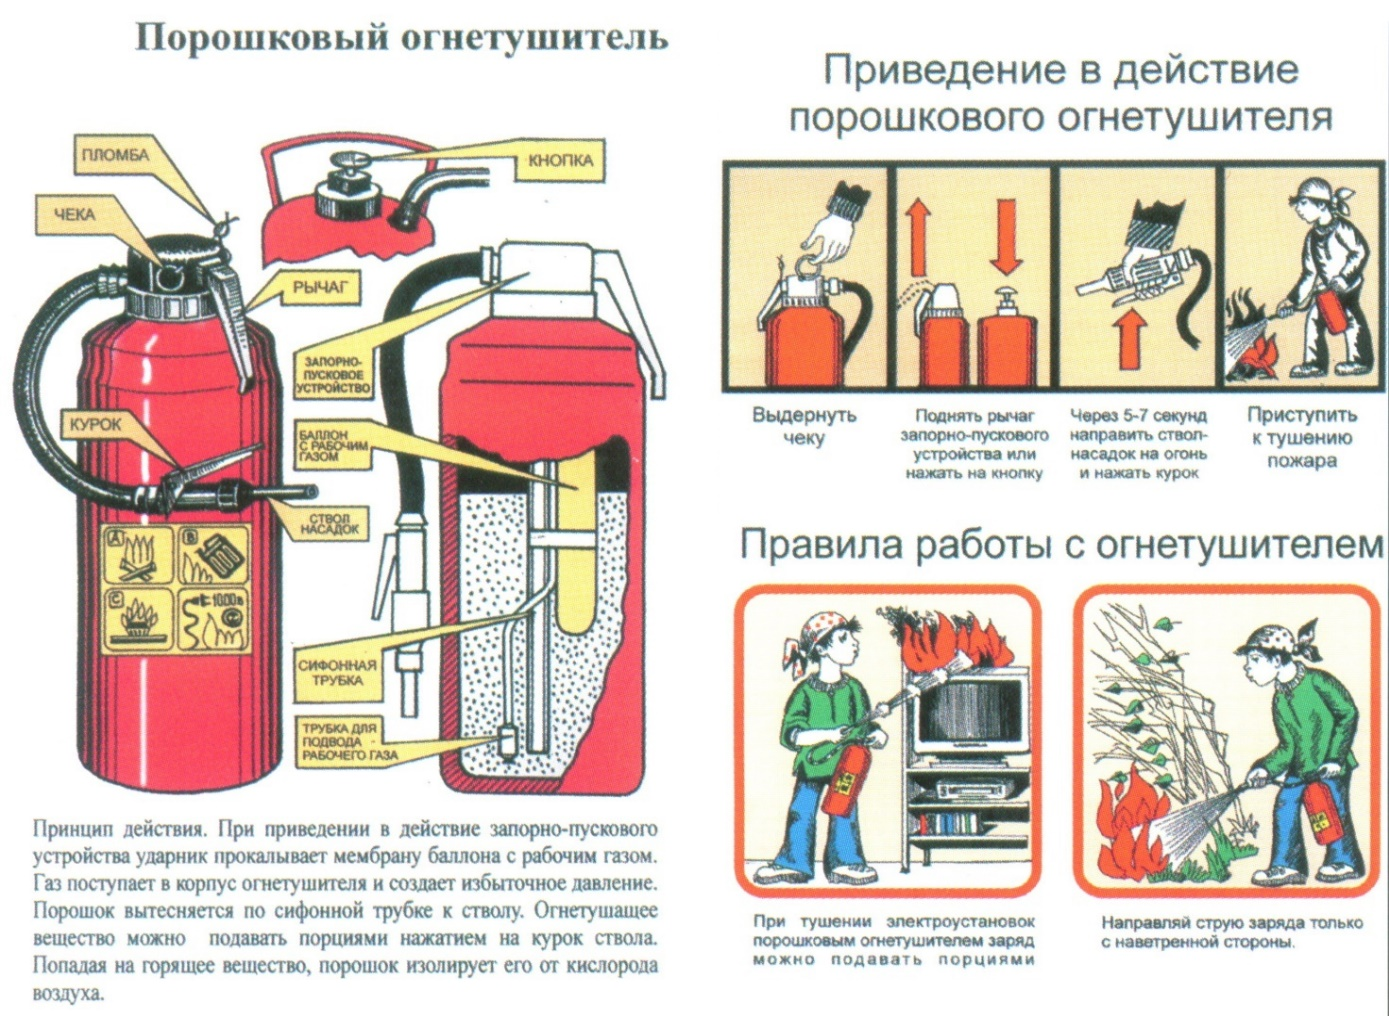 Порошковый огнетушитель
ПЛОМБА
КНОПКА
ЧЕКА
РЫЧАГ
ЗАПОРНО-
ПУСКОВОЕ
УСТРОЙСТВО
КУРОК
БАЛЛОН
С РАБОЧИМ
ГАЗОМ
СТВОЛ
НАСАДОК
A
B
C
1000в
СИФОННАЯ
ТРУБКА
ТРУБКА ДЛЯ
ПОДВОДА
РАБОЧЕГО ГАЗА
Принцип действия. При приведении в действие запорно-пускового
устройства ударник прокалывает мембрану баллона с рабочим газом.
Газ поступает в корпус огнетушителя и создает избыточное давление.
Порошок вытесняется по сифонной трубке к стволу. Огнетушащее
вещество можно подавать порциями нажатием на курок ствола.
Попадая на горящее вещество, порошок изолирует его от кислорода
воздуха.
Приведение в действие
порошкового огнетушителя
Выдернуть
чеку
Поднять рычаг
запорно-пускового
устройства или
нажать на кнопку
Через 5-7 секунд
направить ствол-
насадок на огонь
и нажать курок
Приступить
к тушению
пожара
Правила работы с огнетушителем
При тушении электроустановок
порошковым огнетушителем заряд
можно подавать порциями
Направляй струю заряда только
с наветренной стороны.